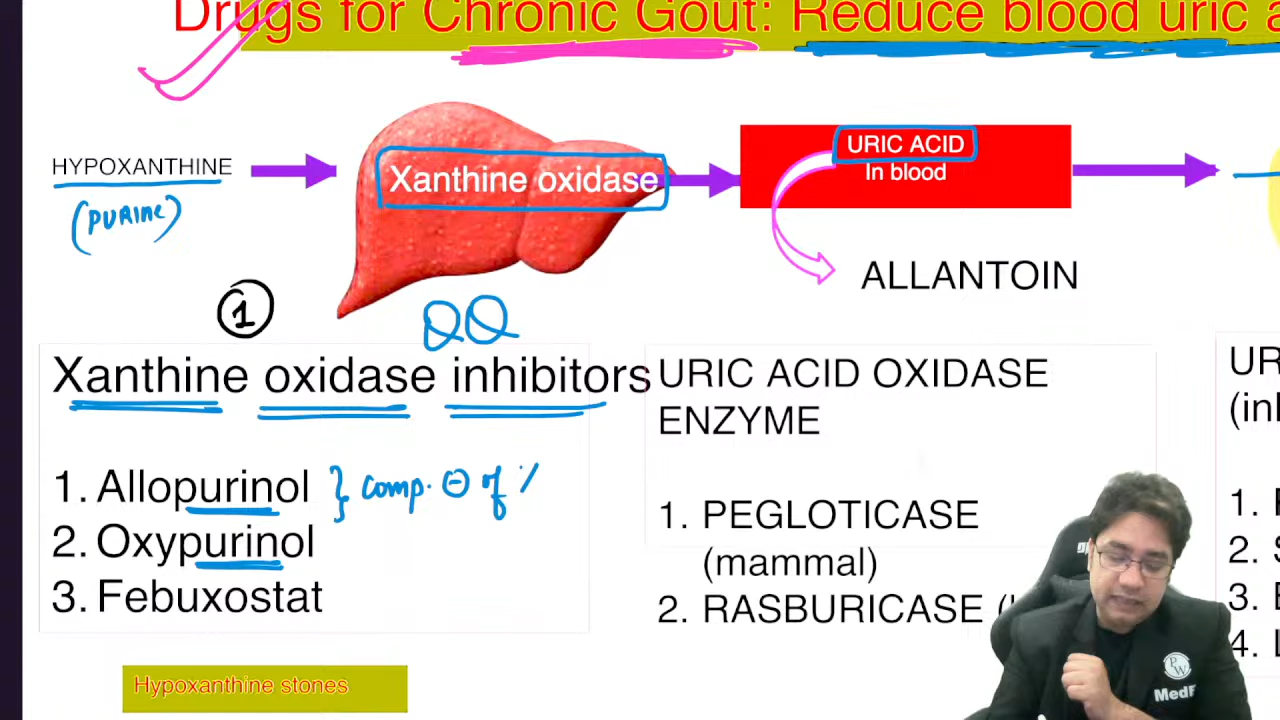 Drugs for Chronic Gout: Reduce blood uric a
HYPOXANTHINE
(PURINE)
Xanthine oxidase
URIC ACID
In blood
ALLANTOIN
1
Xanthine oxidase inhibitors
1. Allopurinol } comp. ⊖ of
2. Oxypurinol
3. Febuxostat
Hypoxanthine stones
URIC ACID OXIDASE
ENZYME
1. PEGLOTICASE
(mammal)
2. RASBURICASE (
UR
(inl
1.
2.
3.
4.
PW
MedE